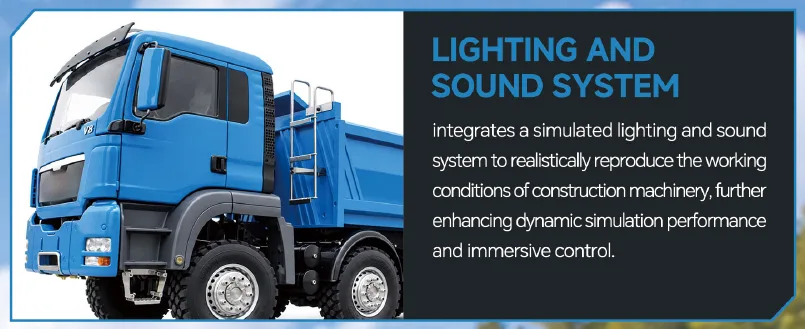 LIGHTING AND
SOUND SYSTEM
integrates a simulated lighting and sound
system to realistically reproduce the working
conditions of construction machinery, further
enhancing dynamic simulation performance
and immersive control.
V8